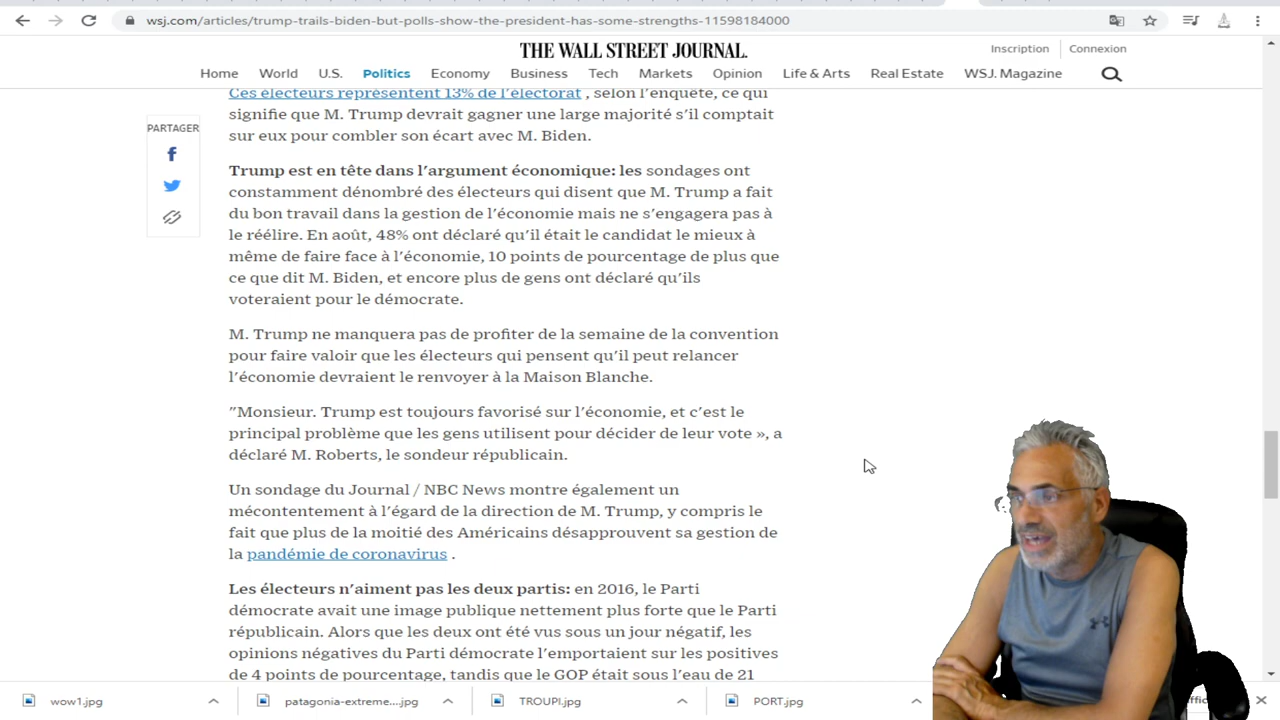 wsj.com/articles/trump-trails-biden-but-polls-show-the-president-has-some-strengths-11598184000
THE WALL STREET JOURNAL.
Inscription
Connexion
Home World U.S. Politics Economy Business Tech Markets Opinion Life & Arts Real Estate WSJ. Magazine
PARTAGER
Ces électeurs représentent 13% de l'électorat , selon l'enquête, ce qui
signifie que M. Trump devrait gagner une large majorité s'il comptait
sur eux pour combler son écart avec M. Biden.
Trump est en tête dans l'argument économique: les sondages ont
constamment dénombré des électeurs qui disent que M. Trump a fait
du bon travail dans la gestion de l'économie mais ne s'engagera pas à
le réélire. En août, 48% ont déclaré qu'il était le candidat le mieux à
même de faire face à l'économie, 10 points de pourcentage de plus que
ce que dit M. Biden, et encore plus de gens ont déclaré qu'ils
voteraient pour le démocrate.
M. Trump ne manquera pas de profiter de la semaine de la convention
pour faire valoir que les électeurs qui pensent qu'il peut relancer
l'économie devraient le renvoyer à la Maison Blanche.
"Monsieur. Trump est toujours favorisé sur l'économie, et c'est le
principal problème que les gens utilisent pour décider de leur vote », a
déclaré M. Roberts, le sondeur républicain.
Un sondage du Journal / NBC News montre également un
mécontentement à l'égard de la direction de M. Trump, y compris le
fait que plus de la moitié des Américains désapprouvent sa gestion de
la pandémie de coronavirus .
Les électeurs n'aiment pas les deux partis: en 2016, le Parti
démocrate avait une image publique nettement plus forte que le Parti
républicain. Alors que les deux ont été vus sous un jour négatif, les
opinions négatives du Parti démocrate l'emportaient sur les positives
de 4 points de pourcentage, tandis que le GOP était sous l'eau de 21
wow1.jpg
patagonia-extreme....jpg
TROUPI.jpg
PORT.jpg